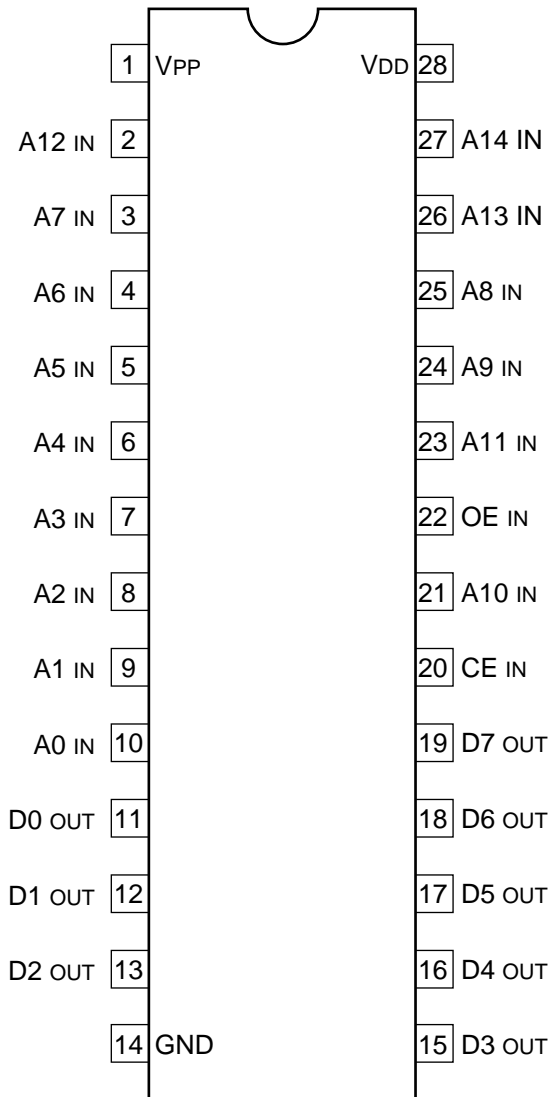 1 VPP VDD 28
A12 IN 2 27 A14 IN
A7 IN 3 26 A13 IN
A6 IN 4 25 A8 IN
A5 IN 5 24 A9 IN
A4 IN 6 23 A11 IN
A3 IN 7 22 OE IN
A2 IN 8 21 A10 IN
A1 IN 9 20 CE IN
A0 IN 10 19 D7 OUT
D0 OUT 11 18 D6 OUT
D1 OUT 12 17 D5 OUT
D2 OUT 13 16 D4 OUT
14 GND 15 D3 OUT